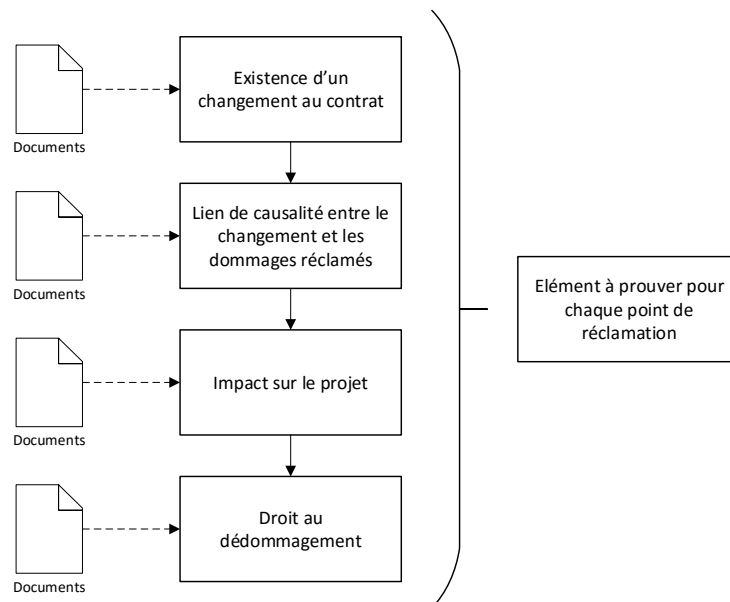 Existence d'un
changement au contrat
Documents
Lien de causalité entre le
changement et les
dommages réclamés
Documents
Elément à prouver pour
chaque point de
réclamation
Impact sur le projet
Documents
Droit au
dédommagement
Documents